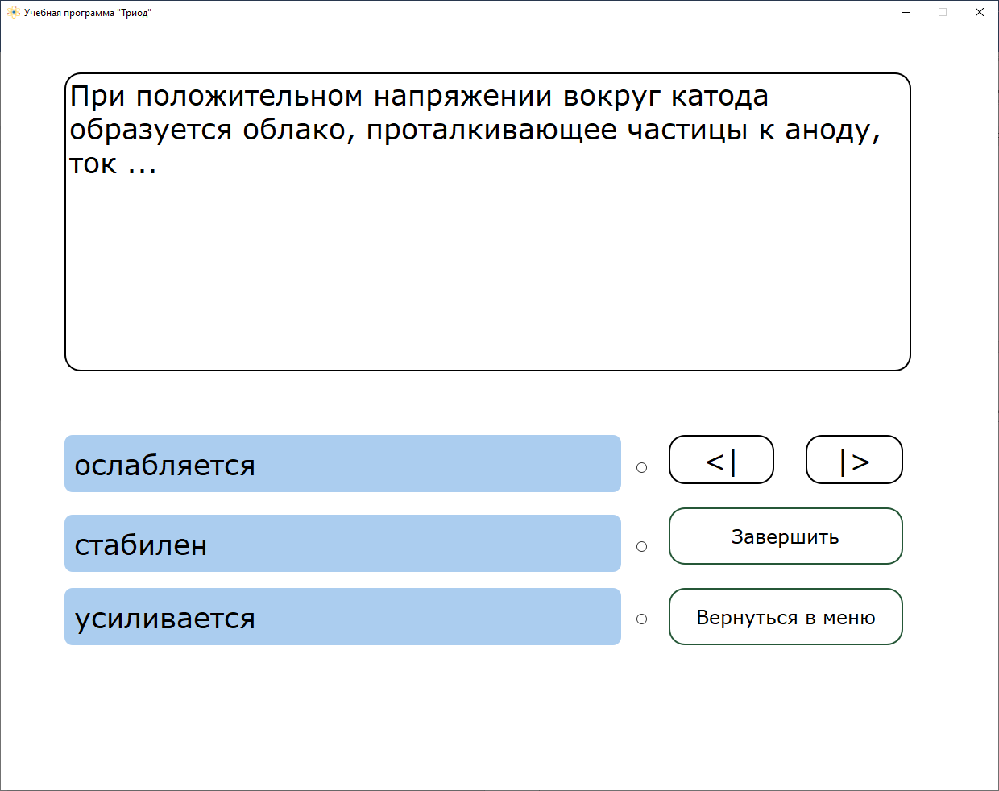 Учебная программа "Триод"
При положительном напряжении вокруг катода
образуется облако, проталкивающее частицы к аноду,
ток ...
ослабляется
<| |>
стабилен
Завершить
усиливается
Вернуться в меню